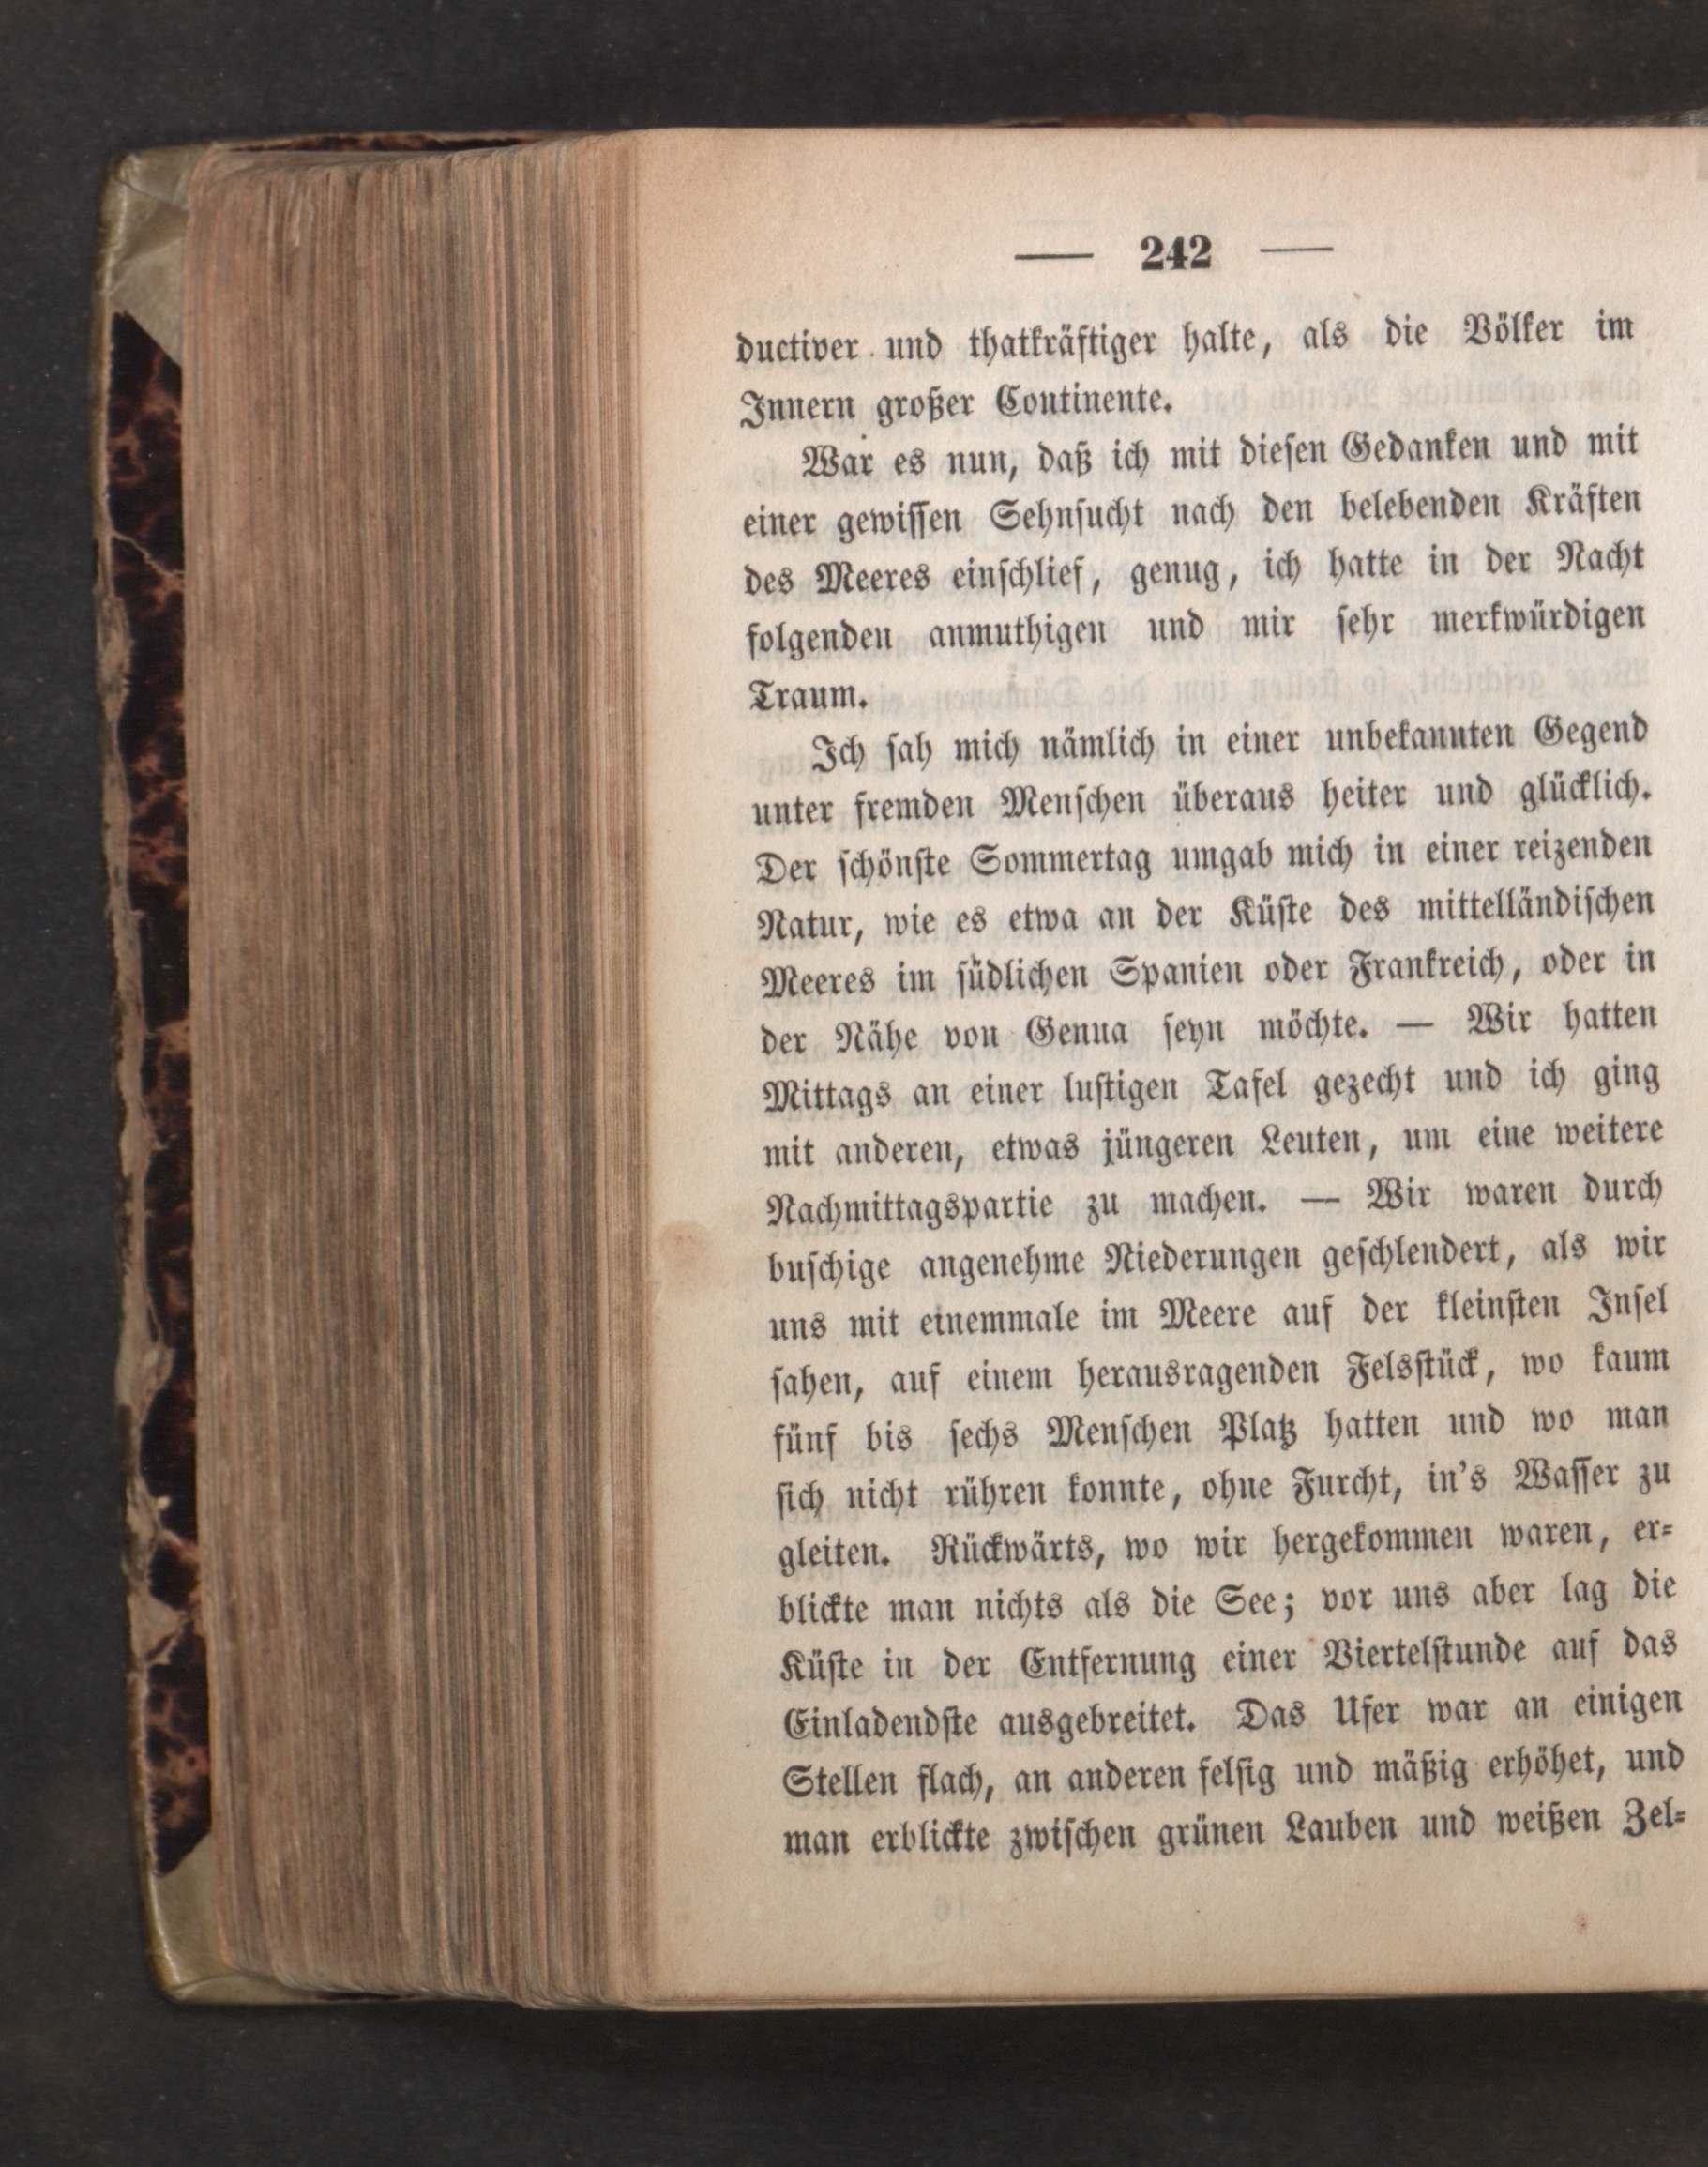 — 242 —
ductiver und thatkräftiger halte, als die Völker im
Innern großer Continente.
War es nun, daß ich mit dieſen Gedanken und mit
einer gewiſſen Sehnſucht nach den belebenden Kräften
des Meeres einſchlief, genug, ich hatte in der Nacht
folgenden anmuthigen und mir ſehr merkwürdigen
Traum.
Ich ſah mich nämlich in einer unbekannten Gegend
unter fremden Menſchen überaus heiter und glücklich.
Der ſchönſte Sommertag umgab mich in einer reizenden
Natur, wie es etwa an der Küſte des mittelländiſchen
Meeres im ſüdlichen Spanien oder Frankreich, oder in
der Nähe von Genua ſeyn möchte. — Wir hatten
Mittags an einer luſtigen Tafel gezecht und ich ging
mit anderen, etwas jüngeren Leuten, um eine weitere
Nachmittagspartie zu machen. — Wir waren durch
buſchige angenehme Niederungen geſchlendert, als wir
uns mit einemmale im Meere auf der kleinſten Inſel
ſahen, auf einem herausragenden Felsſtück, wo kaum
fünf bis ſechs Menſchen Platz hatten und wo man
ſich nicht rühren konnte, ohne Furcht, in's Waſſer zu
gleiten. Rückwärts, wo wir hergekommen waren, er=
blickte man nichts als die See; vor uns aber lag die
Küſte in der Entfernung einer Viertelſtunde auf das
Einladendſte ausgebreitet. Das Ufer war an einigen
Stellen flach, an anderen felſig und mäßig erhöhet, und
man erblickte zwiſchen grünen Lauben und weißen Zel=